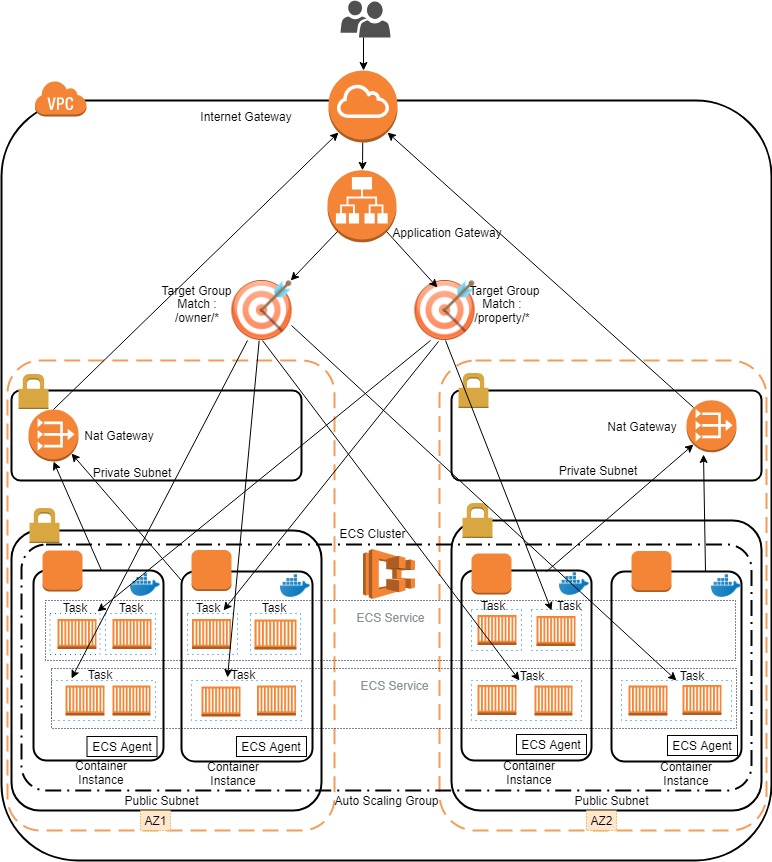 VPC
Internet Gateway
Application Gateway
Target Group
Match :
/owner/*
Target Group
Match :
/property/*
Nat Gateway
Private Subnet
Nat Gateway
Private Subnet
ECS Cluster
Task
Task
Task
Task
ECS Service
Task
Task
Task
Task
ECS Service
Task
Task
ECS Agent
ECS Agent
ECS Agent
ECS Agent
Container
Instance
Container
Instance
Container
Instance
Container
Instance
Public Subnet
Auto Scaling Group
Public Subnet
AZ1
AZ2